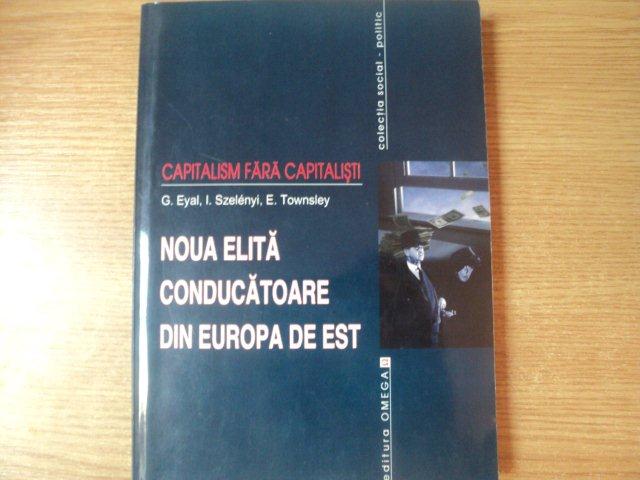 colecția social - politic
CAPITALISM FĂRĂ CAPITALIȘTI
G. Eyal, I. Szelényi, E. Townsley
NOUA ELITĂ
CONDUCĂTOARE
DIN EUROPA DE EST
editura OMEGA